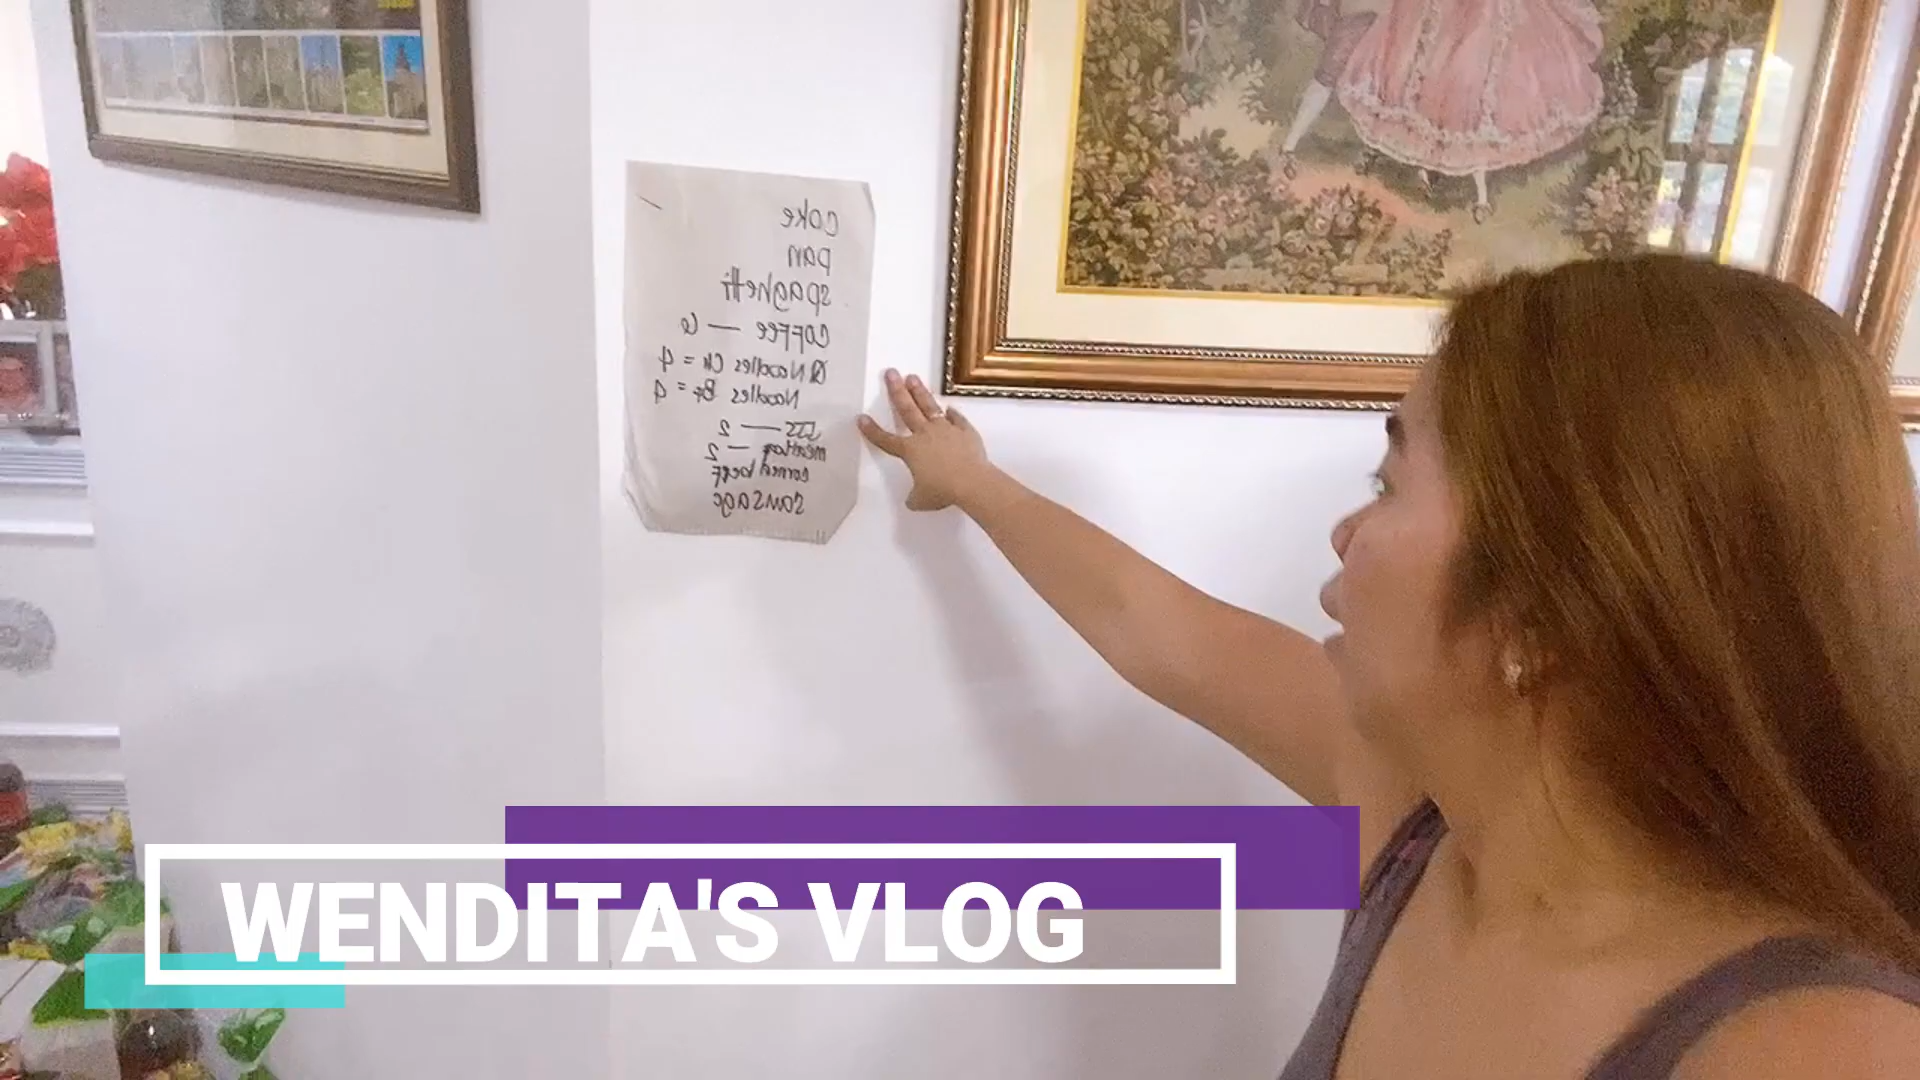 coke
pan
spaghetti
COFFEE — 6
Noodles CK = 4
Noodles BF = 4
555 — 2
— 2
corned beef
sausage
WENDITA'S VLOG